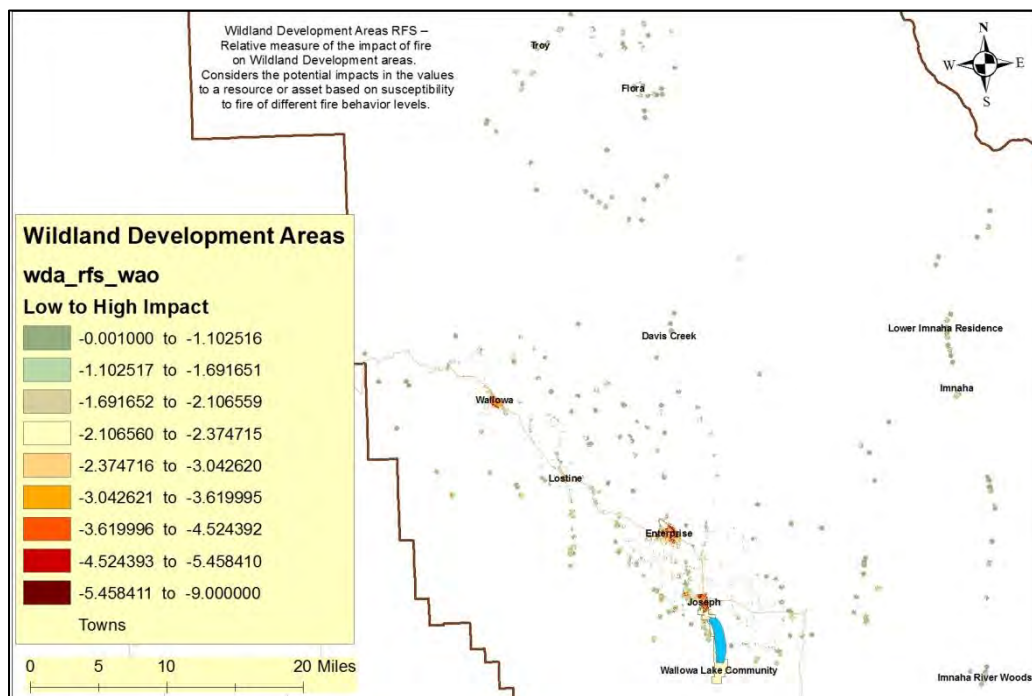 Wildland Development Areas RFS –
Relative measure of the impact of fire
on Wildland Development areas.
Considers the potential impacts in the values
to a resource or asset based on susceptibility
to fire of different fire behavior levels.
N
W E
S
Troy
Flora
Wildland Development Areas
wda_rfs_wao
Low to High Impact
-0.001000 to -1.102516
-1.102517 to -1.691651
-1.691652 to -2.106559
-2.106560 to -2.374715
-2.374716 to -3.042620
-3.042621 to -3.619995
-3.619996 to -4.524392
-4.524393 to -5.458410
-5.458411 to -9.000000
Towns
0 5 10 20 Miles
Davis Creek
Lower Imnaha Residence
Imnaha
Wallowa
Lostine
Enterprise
Joseph
Wallowa Lake Community
Imnaha River Woods